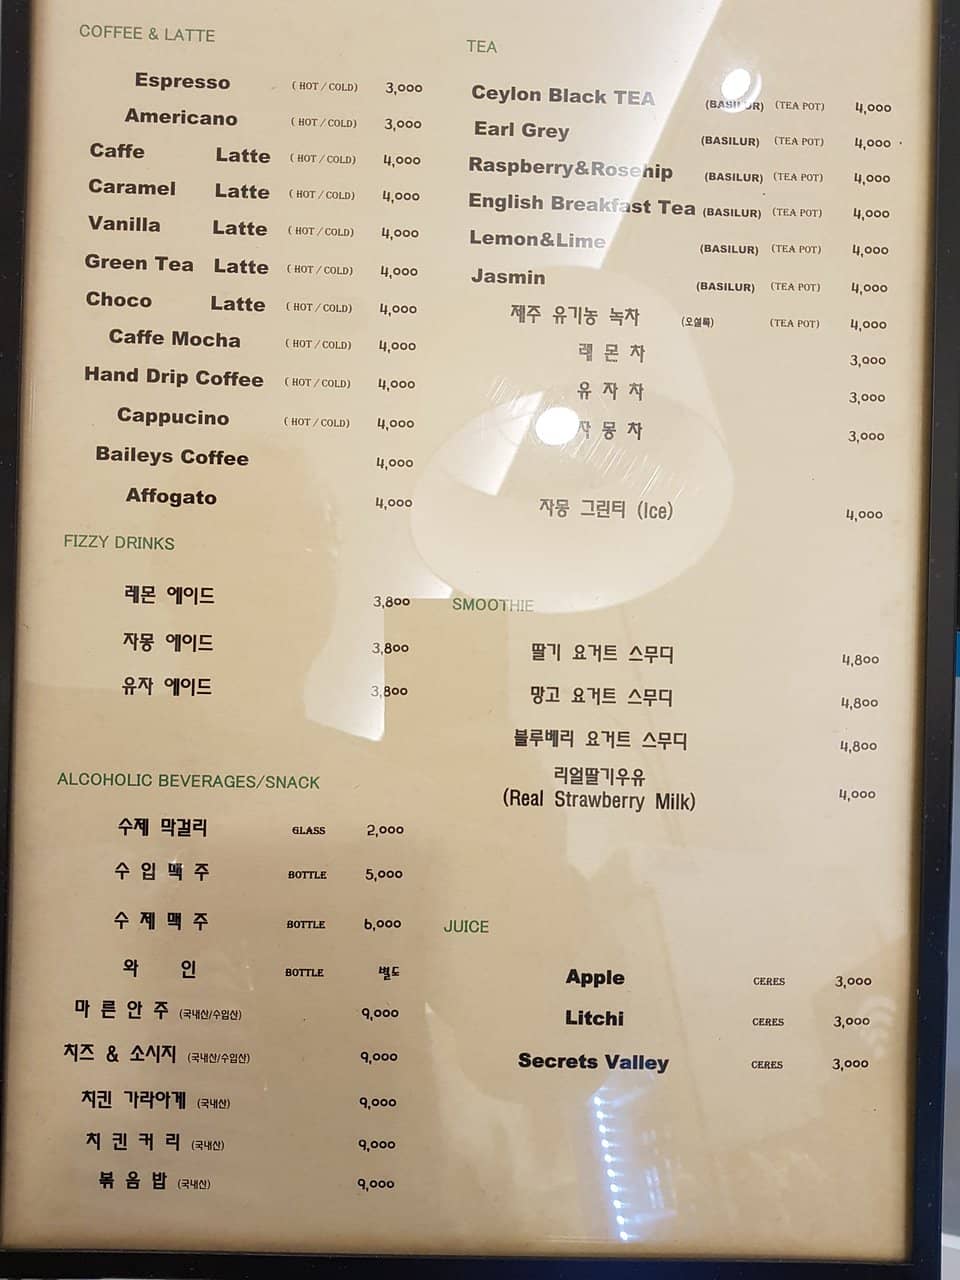 COFFEE & LATTE
Espresso (HOT/COLD) 3,000
Americano (HOT/COLD) 3,000
Caffe Latte (HOT/COLD) 4,000
Caramel Latte (HOT/COLD) 4,000
Vanilla Latte (HOT/COLD) 4,000
Green Tea Latte (HOT/COLD) 4,000
Choco Latte (HOT/COLD) 4,000
Caffe Mocha (HOT/COLD) 4,000
Hand Drip Coffee (HOT/COLD) 4,000
Cappucino (HOT/COLD) 4,000
Baileys Coffee 4,000
Affogato 4,000
FIZZY DRINKS
레몬 에이드 3,800
자몽 에이드 3,800
유자 에이드 3,800
ALCOHOLIC BEVERAGES/SNACK
수제 막걸리 GLASS 2,000
수입맥주 BOTTLE 5,000
수제맥주 BOTTLE 6,000
와인 BOTTLE 별도
마른안주 (국내산/수입산) 9,000
치즈 & 소시지 (국내산/수입산) 9,000
치킨 가라아게 (국내산) 9,000
치킨커리 (국내산) 9,000
볶음밥 (국내산) 9,000
TEA
Ceylon Black TEA (BASILUR) (TEA POT) 4,000
Earl Grey (BASILUR) (TEA POT) 4,000
Raspberry&Rosehip (BASILUR) (TEA POT) 4,000
English Breakfast Tea (BASILUR) (TEA POT) 4,000
Lemon&Lime (BASILUR) (TEA POT) 4,000
Jasmin (BASILUR) (TEA POT) 4,000
제주 유기농 녹차 (오설록) (TEA POT) 4,000
레몬차 3,000
유자차 3,000
자몽차 3,000
자몽 그린티 (Ice) 4,000
SMOOTHIE
딸기 요거트 스무디 4,800
망고 요거트 스무디 4,800
블루베리 요거트 스무디 4,800
리얼딸기우유
(Real Strawberry Milk) 4,000
JUICE
Apple CERES 3,000
Litchi CERES 3,000
Secrets Valley CERES 3,000